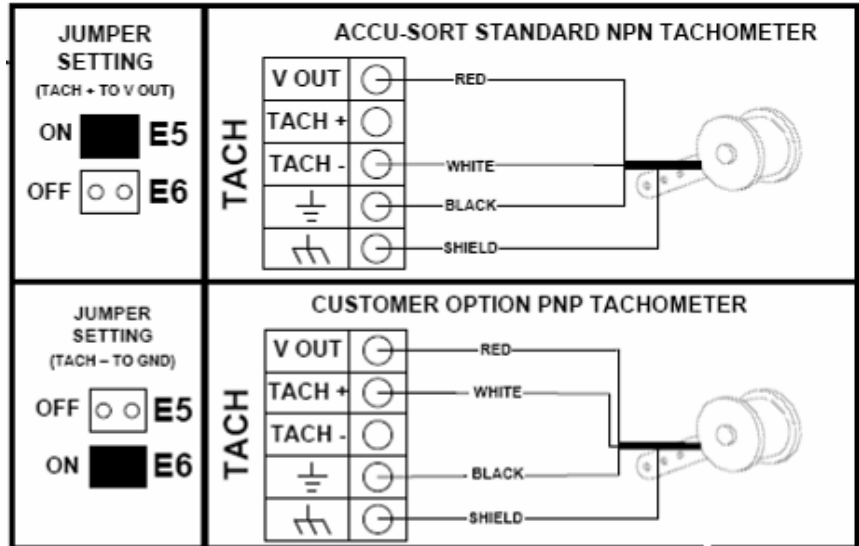 JUMPER
SETTING
(TACH + TO V OUT)
ON E5
OFF E6
ACCU-SORT STANDARD NPN TACHOMETER
TACH
V OUT RED
TACH +
TACH - WHITE
BLACK
SHIELD
JUMPER
SETTING
(TACH – TO GND)
OFF E5
ON E6
CUSTOMER OPTION PNP TACHOMETER
TACH
V OUT RED
TACH + WHITE
TACH -
BLACK
SHIELD